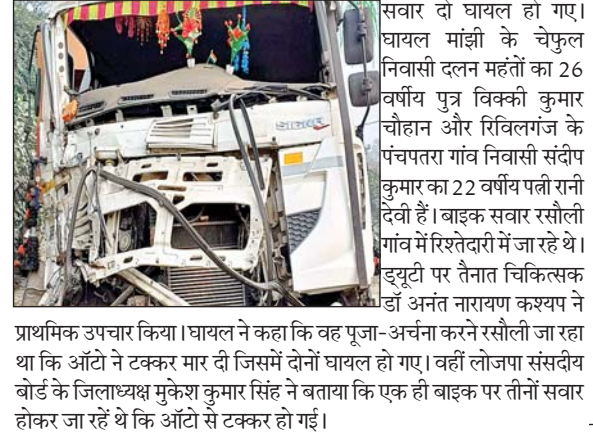 सवार दो घायल हो गए।
घायल मांझी के चेफुल
निवासी दलन महंतों का 26
वर्षीय पुत्र विक्की कुमार
चौहान और रिविलगंज के
पंचपतरा गांव निवासी संदीप
कुमार का 22 वर्षीय पत्नी रानी
देवी हैं। बाइक सवार रसौली
गांव में रिश्तेदारी में जा रहे थे।
ड्यूटी पर तैनात चिकित्सक
डॉ अनंत नारायण कश्यप ने
प्राथमिक उपचार किया। घायल ने कहा कि वह पूजा-अर्चना करने रसौली जा रहा
था कि ऑटो ने टक्कर मार दी जिसमें दोनों घायल हो गए। वहीं लोजपा संसदीय
बोर्ड के जिलाध्यक्ष मुकेश कुमार सिंह ने बताया कि एक ही बाइक पर तीनों सवार
होकर जा रहें थे कि ऑटो से टक्कर हो गई।
SIGNA